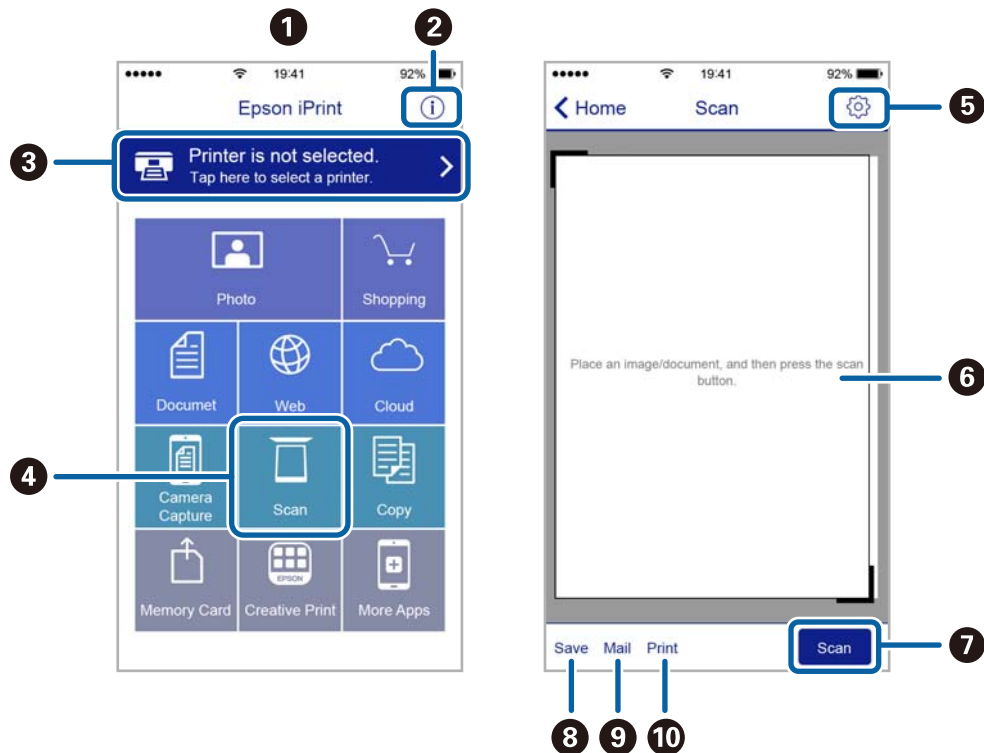 1
2
19:41
92%
Epson iPrint
i
3
Printer is not selected.
Tap here to select a printer.
Photo
Shopping
Documet
Web
Cloud
4
Camera
Capture
Scan
Copy
EPSON
Memory Card
Creative Print
More Apps
19:41
92%
Home
Scan
5
Place an image/document, and then press the scan
button.
6
Save Mail Print
Scan
7
8
9
10